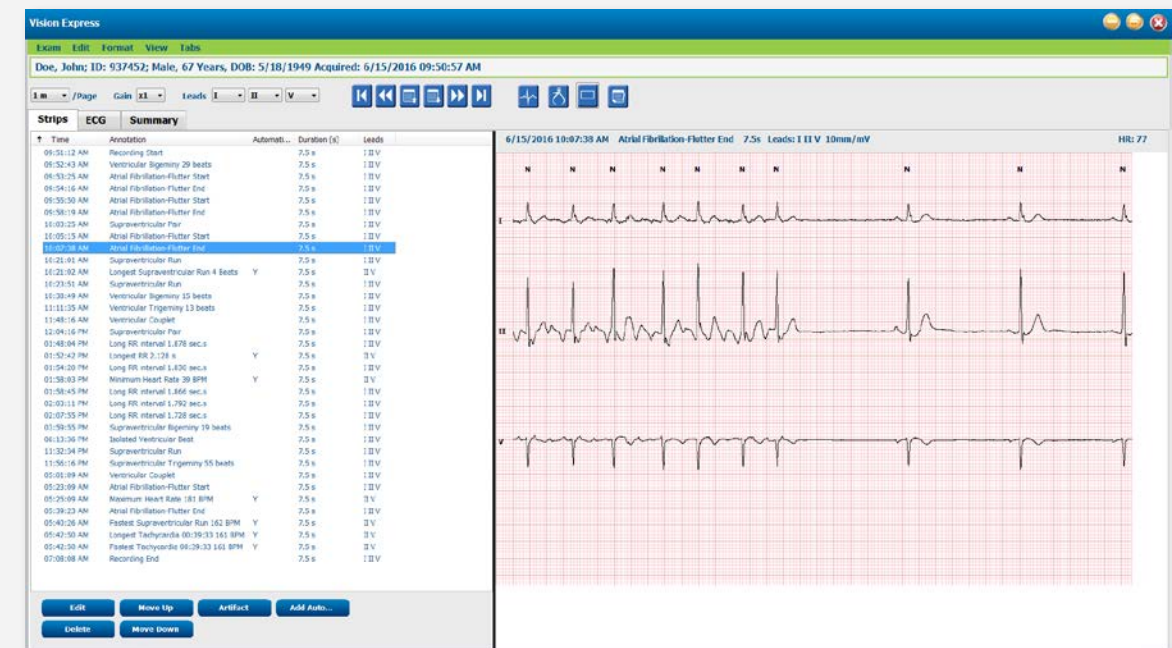 Vision Express
Exam Edit Format View Tabs
Doe, John; ID: 937452; Male, 67 Years, DOB: 5/18/1949 Acquired: 6/15/2016 09:50:57 AM
1 m /Page Gain x1 Leads I II V
Strips ECG Summary
↑ Time Annotation Automati... Duration [s] Leads
09:51:12 AM Recording Start 7.5 s I II V
09:52:43 AM Ventricular Bigeminy 29 beats 7.5 s I II V
09:53:25 AM Atrial Fibrillation-Flutter Start 7.5 s I II V
09:54:16 AM Atrial Fibrillation-Flutter End 7.5 s I II V
09:55:50 AM Atrial Fibrillation-Flutter Start 7.5 s I II V
09:58:19 AM Atrial Fibrillation-Flutter End 7.5 s I II V
10:03:25 AM Supraventricular Pair 7.5 s I II V
10:05:15 AM Atrial Fibrillation-Flutter Start 7.5 s I II V
10:07:38 AM Atrial Fibrillation-Flutter End 7.5 s I II V
10:21:01 AM Supraventricular Run 7.5 s I II V
10:21:02 AM Longest Supraventricular Run 4 Beats Y 7.5 s II V
10:23:51 AM Supraventricular Run 7.5 s I II V
10:38:49 AM Ventricular Bigeminy 15 beats 7.5 s I II V
11:11:35 AM Ventricular Trigeminy 13 beats 7.5 s I II V
11:48:16 AM Ventricular Couplet 7.5 s I II V
12:04:16 PM Supraventricular Pair 7.5 s I II V
01:48:04 PM Long RR interval 1.878 sec.s 7.5 s I II V
01:52:42 PM Longest RR 2.128 s Y 7.5 s II V
01:54:20 PM Long RR interval 1.830 sec.s 7.5 s I II V
01:58:03 PM Minimum Heart Rate 39 BPM Y 7.5 s II V
01:58:45 PM Long RR interval 1.866 sec.s 7.5 s I II V
02:03:11 PM Long RR interval 1.792 sec.s 7.5 s I II V
02:07:55 PM Long RR interval 1.728 sec.s 7.5 s I II V
03:59:55 PM Supraventricular Bigeminy 19 beats 7.5 s I II V
06:13:36 PM Isolated Ventricular Beat 7.5 s I II V
11:32:34 PM Supraventricular Run 7.5 s I II V
11:56:16 PM Supraventricular Trigeminy 55 beats 7.5 s I II V
05:01:09 AM Ventricular Couplet 7.5 s I II V
05:23:09 AM Atrial Fibrillation-Flutter Start 7.5 s I II V
05:25:09 AM Maximum Heart Rate 181 BPM Y 7.5 s II V
05:39:23 AM Atrial Fibrillation-Flutter End 7.5 s I II V
05:40:26 AM Fastest Supraventricular Run 162 BPM Y 7.5 s II V
05:42:50 AM Longest Tachycardia 00:39:33 161 BPM Y 7.5 s II V
05:42:50 AM Fastest Tachycardia 00:39:33 161 BPM Y 7.5 s II V
07:08:08 AM Recording End 7.5 s I II V
Edit Move Up Artifact Add Auto...
Delete Move Down
6/15/2016 10:07:38 AM Atrial Fibrillation-Flutter End 7.5s Leads: I II V 10mm/mV HR: 77
N N N N N N N N N N
I
II
V